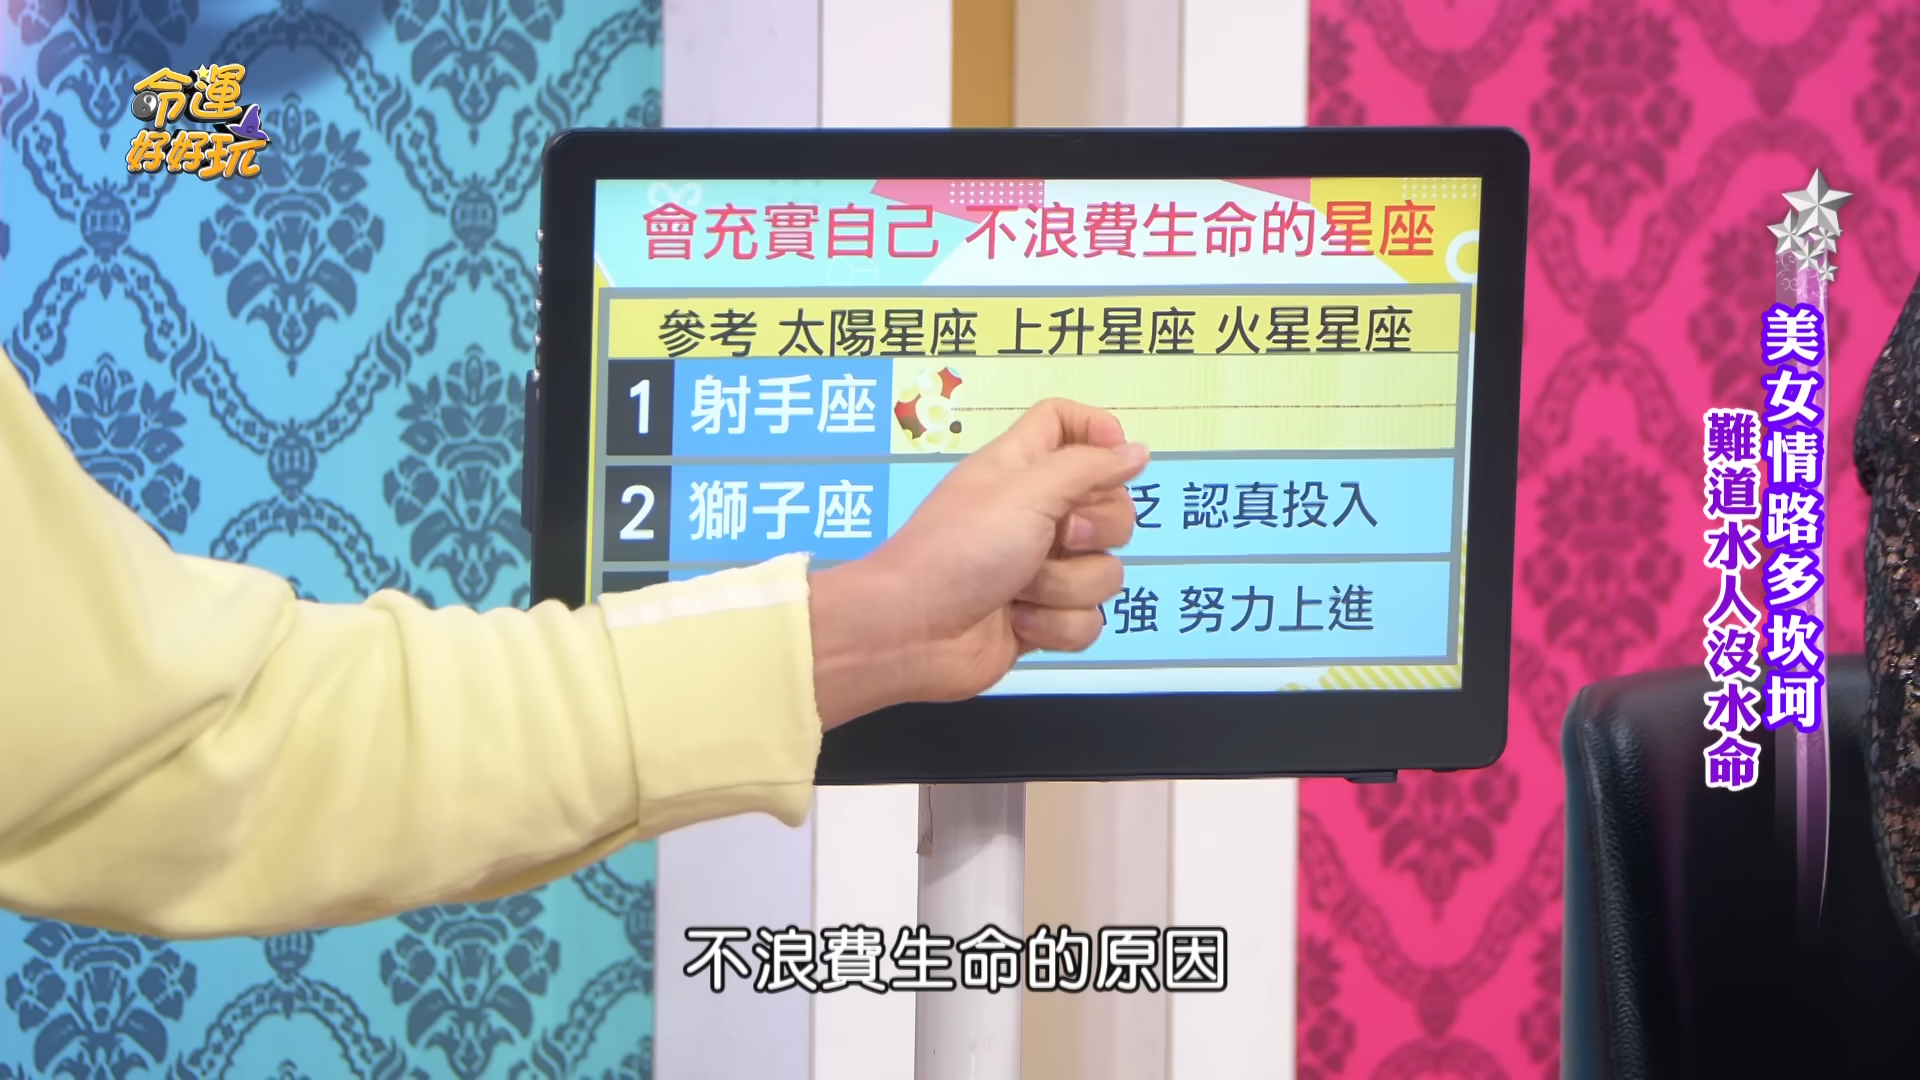 命運
好好玩
會充實自己 不浪費生命的星座
參考 太陽星座 上升星座 火星星座
1 射手座
2 獅子座 泛 認真投入
強 努力上進
美女情路多坎坷
難道水人沒水命
不浪費生命的原因